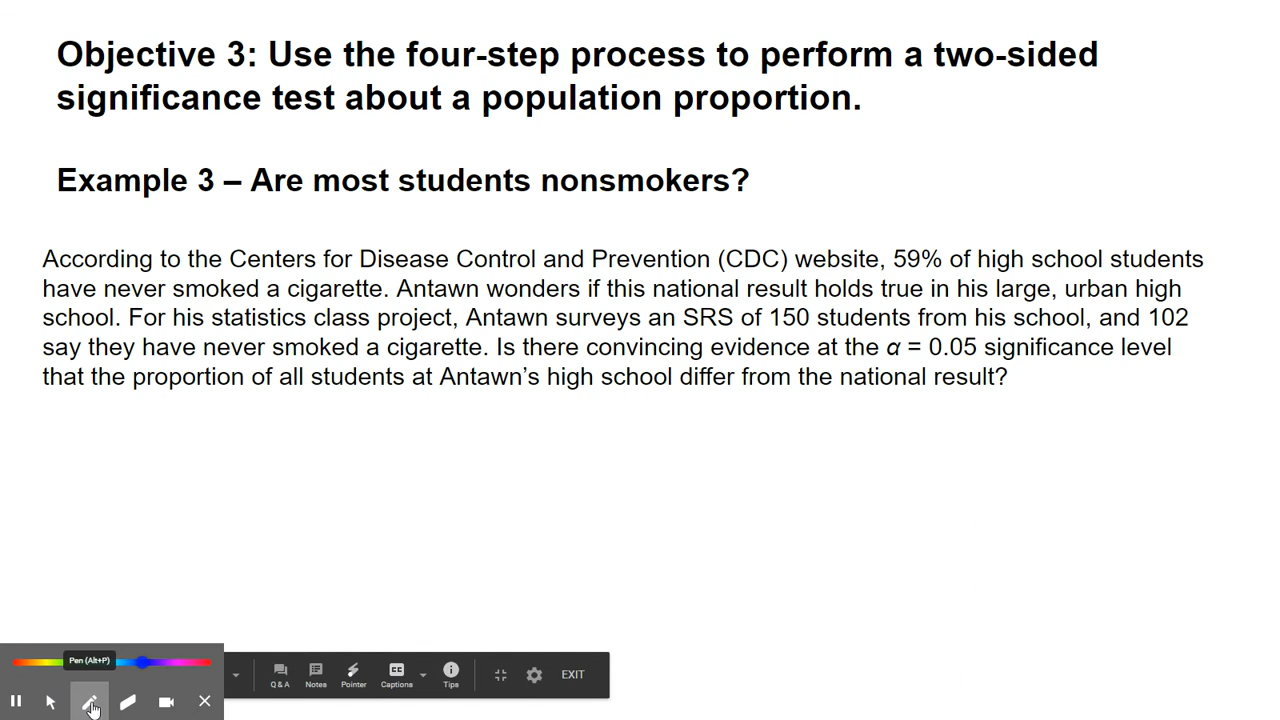 Objective 3: Use the four-step process to perform a two-sided
significance test about a population proportion.
Example 3 – Are most students nonsmokers?
According to the Centers for Disease Control and Prevention (CDC) website, 59% of high school students
have never smoked a cigarette. Antawn wonders if this national result holds true in his large, urban high
school. For his statistics class project, Antawn surveys an SRS of 150 students from his school, and 102
say they have never smoked a cigarette. Is there convincing evidence at the α = 0.05 significance level
that the proportion of all students at Antawn’s high school differ from the national result?
Pen (Alt+P)
Q & A
Notes
Pointer
Captions
Tips
EXIT